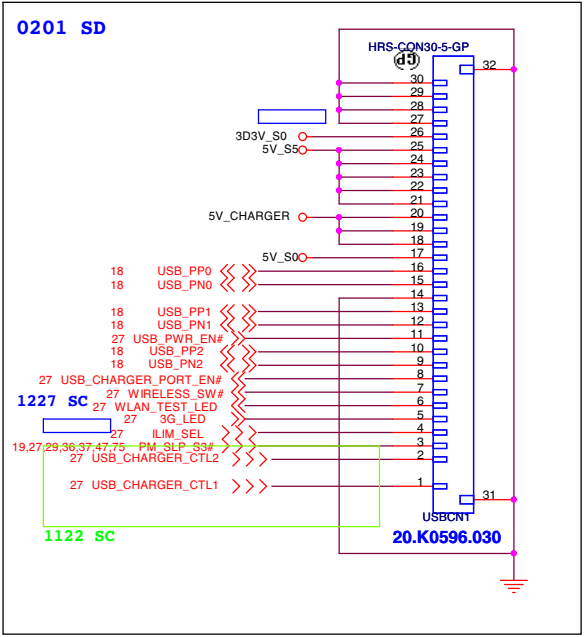 0201 SD
HRS-CON30-5-GP
GP
32
30
29
28
27
3D3V_S0 26
5V_S5 25
24
23
22
21
5V_CHARGER 20
19
18
5V_S0 17
18 USB_PP0 16
18 USB_PN0 15
14
18 USB_PP1 13
18 USB_PN1 12
27 USB_PWR_EN# 11
18 USB_PP2 10
18 USB_PN2 9
27 USB_CHARGER_PORT_EN# 8
27 WIRELESS_SW# 7
1227 SC
27 WLAN_TEST_LED 6
27 3G_LED 5
27 ILIM_SEL 4
19,27,29,36,37,47,75 PM_SLP_S3# 3
27 USB_CHARGER_CTL2 2
27 USB_CHARGER_CTL1 1
31
USBCN1
1122 SC
20.K0596.030